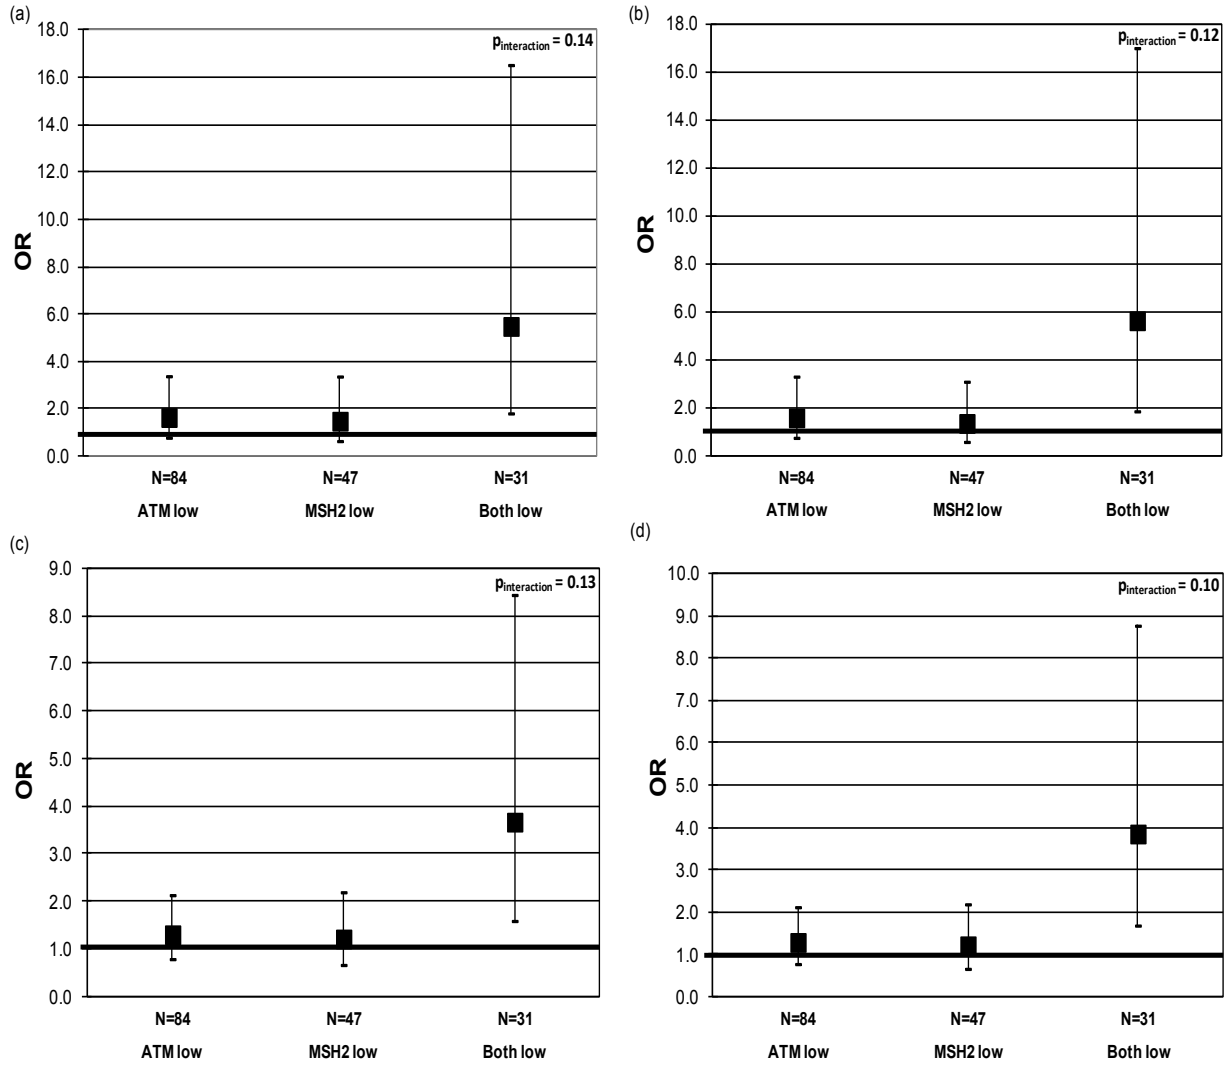 (a)
18.0
16.0
14.0
12.0
10.0
8.0
6.0
4.0
2.0
0.0
OR
pinteraction = 0.14
N=84 N=47 N=31
ATM low MSH2 low Both low
(b)
18.0
16.0
14.0
12.0
10.0
8.0
6.0
4.0
2.0
0.0
OR
pinteraction = 0.12
N=84 N=47 N=31
ATM low MSH2 low Both low
(c)
9.0
8.0
7.0
6.0
5.0
4.0
3.0
2.0
1.0
0.0
OR
pinteraction = 0.13
N=84 N=47 N=31
ATM low MSH2 low Both low
(d)
10.0
9.0
8.0
7.0
6.0
5.0
4.0
3.0
2.0
1.0
0.0
OR
pinteraction = 0.10
N=84 N=47 N=31
ATM low MSH2 low Both low